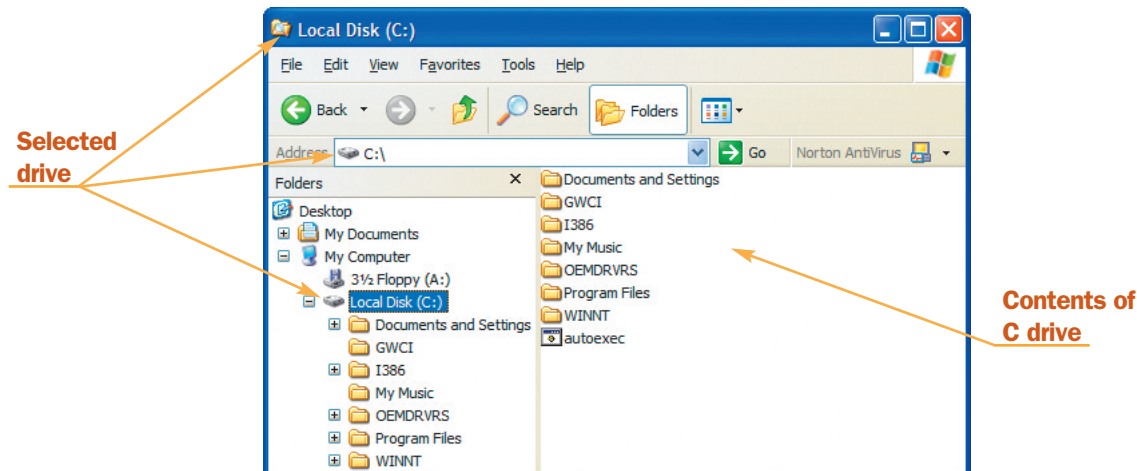 Local Disk (C:)
File Edit View Favorites Tools Help
Back Search Folders
Selected
drive
Address C:\ Go Norton AntiVirus
Folders
Desktop
My Documents
My Computer
3½ Floppy (A:)
Local Disk (C:)
Documents and Settings
GWCI
I386
My Music
OEMDRVRS
Program Files
WINNT
Documents and Settings
GWCI
I386
My Music
OEMDRVRS
Program Files
WINNT
autoexec
Contents of
C drive